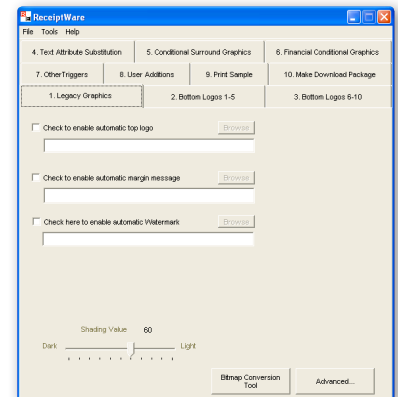 ReceiptWare
File Tools Help
4. Text Attribute Substitution 5. Conditional Surround Graphics 6. Financial Conditional Graphics
7. OtherTriggers 8. User Additions 9. Print Sample 10. Make Download Package
1. Legacy Graphics 2. Bottom Logos 1-5 3. Bottom Logos 6-10
Check to enable automatic top logo Browse
Check to enable automatic margin message Browse
Check here to enable automatic Watermark Browse
Shading Value 60
Dark Light
Bitmap Conversion
Tool
Advanced...